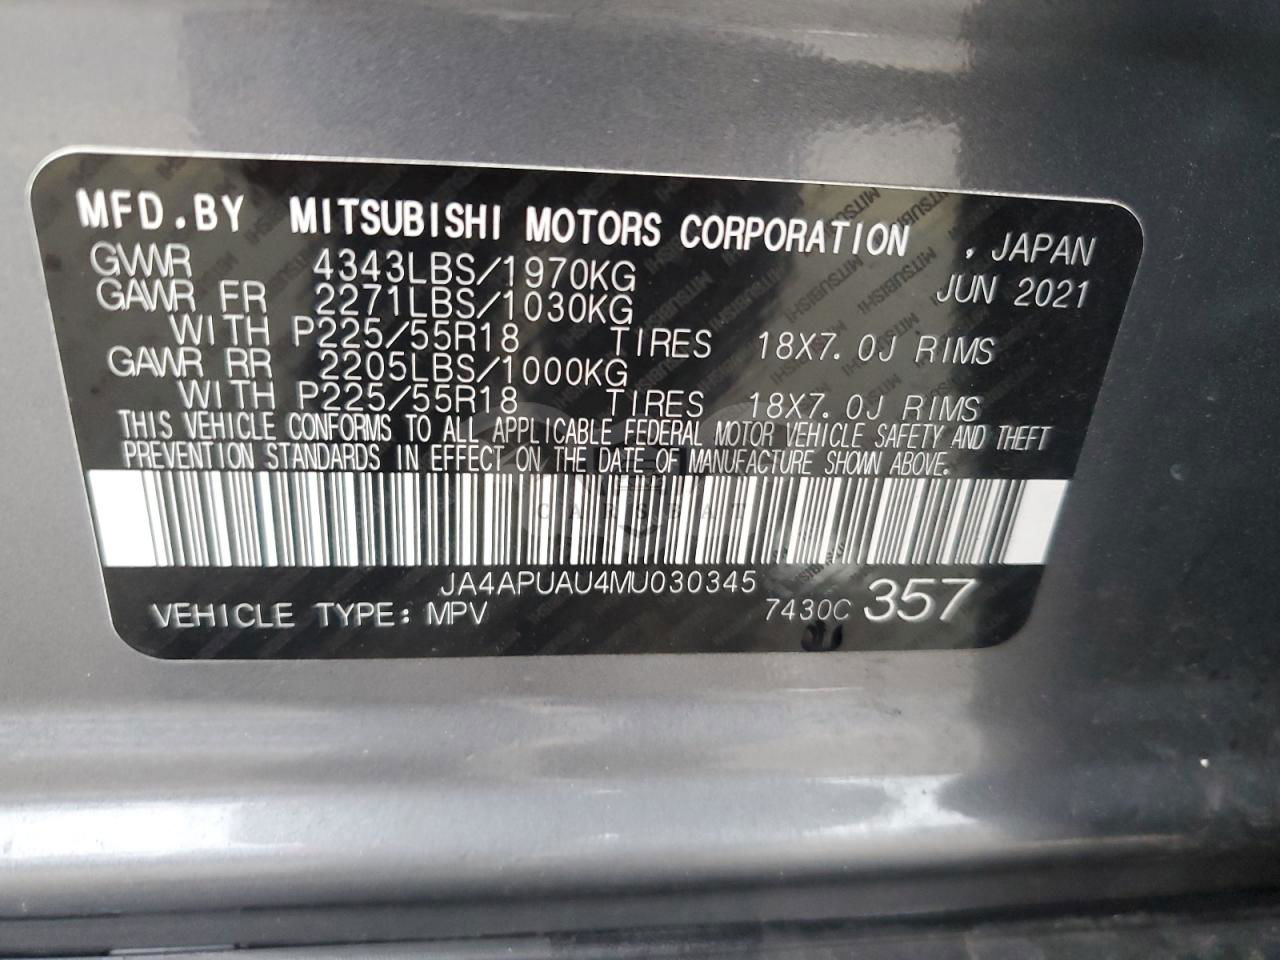 MFD.BY MITSUBISHI MOTORS CORPORATION , JAPAN
GVWR 4343LBS/1970KG JUN 2021
GAWR FR 2271LBS/1030KG
WITH P225/55R18 TIRES 18X7.0J RIMS
GAWR RR 2205LBS/1000KG
WITH P225/55R18 TIRES 18X7.0J RIMS
THIS VEHICLE CONFORMS TO ALL APPLICABLE FEDERAL MOTOR VEHICLE SAFETY AND THEFT
PREVENTION STANDARDS IN EFFECT ON THE DATE OF MANUFACTURE SHOWN ABOVE.
JA4APUAU4MU030345
VEHICLE TYPE: MPV 7430C 357